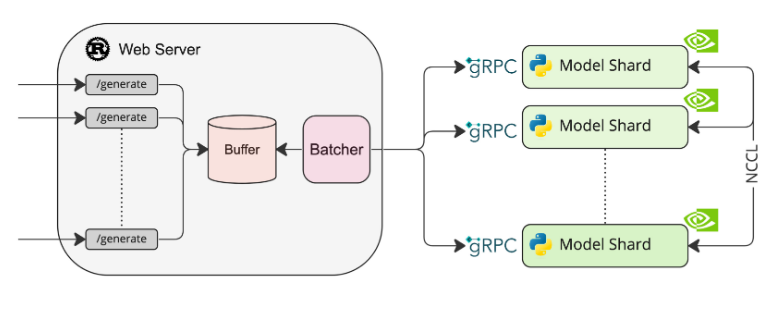 Web Server
/generate
/generate
/generate
Buffer
Batcher
gRPC
Model Shard
gRPC
Model Shard
gRPC
Model Shard
NCCL